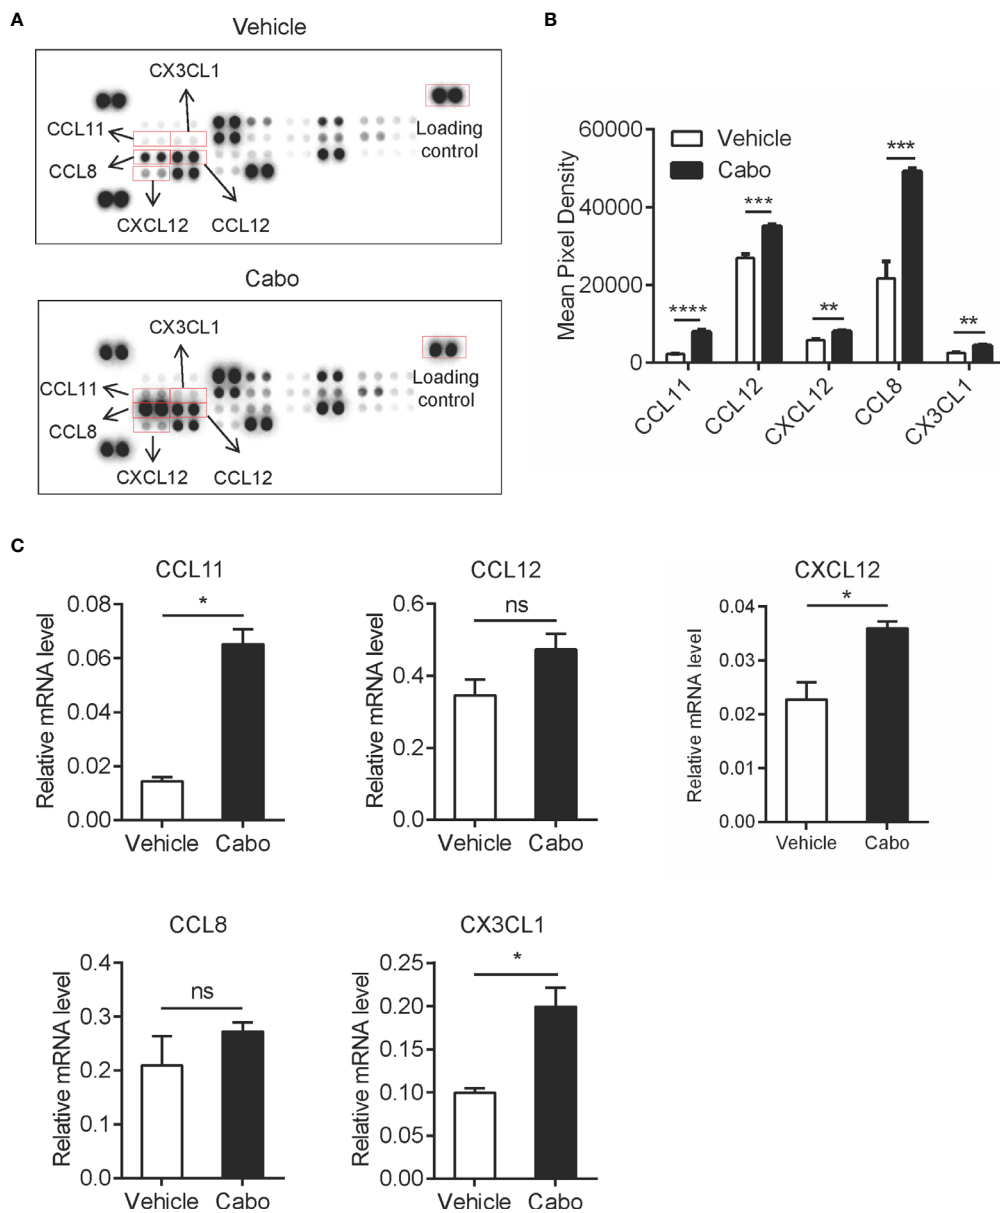 A
Vehicle
CX3CL1
CCL11
CCL8
CXCL12
CCL12
Loading
control
Cabo
CX3CL1
CCL11
CCL8
CXCL12
CCL12
Loading
control
B
Mean Pixel Density
60000
40000
20000
0
Vehicle
Cabo
****
***
**
***
**
CCL11
CCL12
CXCL12
CCL8
CX3CL1
C
CCL11
Relative mRNA level
0.08
0.06
0.04
0.02
0.00
*
Vehicle Cabo
CCL12
Relative mRNA level
0.6
0.4
0.2
0.0
ns
Vehicle Cabo
CXCL12
Relative mRNA level
0.04
0.03
0.02
0.01
0.00
*
Vehicle Cabo
CCL8
Relative mRNA level
0.4
0.3
0.2
0.1
0.0
ns
Vehicle Cabo
CX3CL1
Relative mRNA level
0.25
0.20
0.15
0.10
0.05
0.00
*
Vehicle Cabo